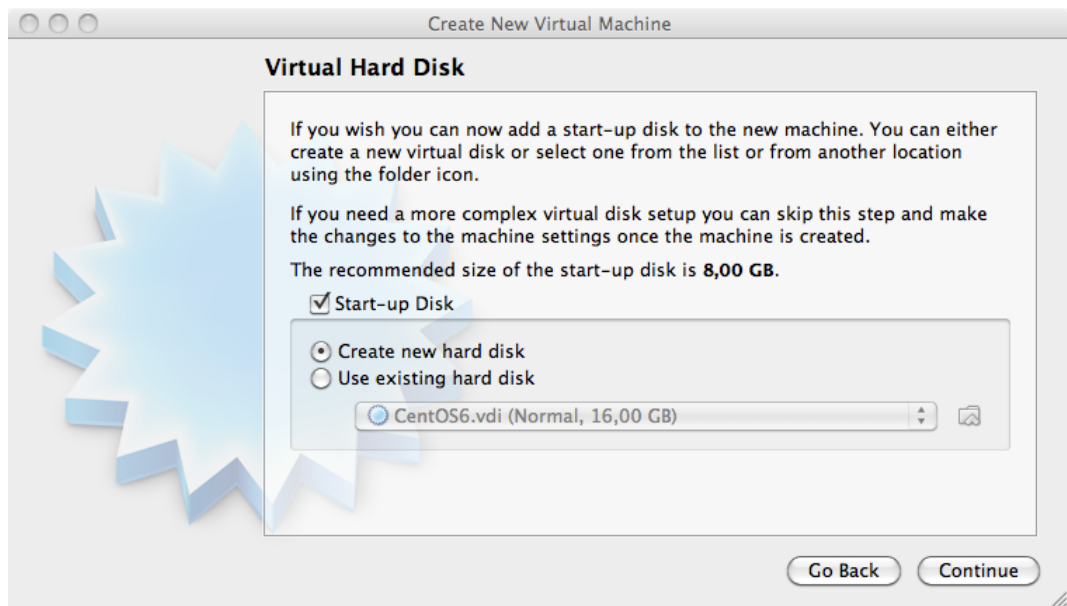 Create New Virtual Machine
Virtual Hard Disk
If you wish you can now add a start-up disk to the new machine. You can either
create a new virtual disk or select one from the list or from another location
using the folder icon.
If you need a more complex virtual disk setup you can skip this step and make
the changes to the machine settings once the machine is created.
The recommended size of the start-up disk is 8,00 GB.
Start-up Disk
Create new hard disk
Use existing hard disk
CentOS6.vdi (Normal, 16,00 GB)
Go Back
Continue